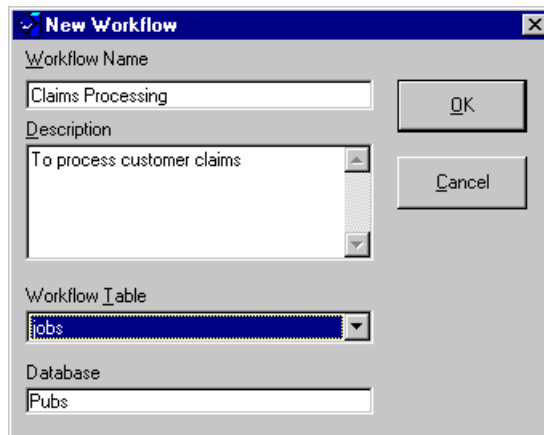 New Workflow
Workflow Name
Claims Processing
OK
Description
To process customer claims
Cancel
Workflow Table
jobs
Database
Pubs